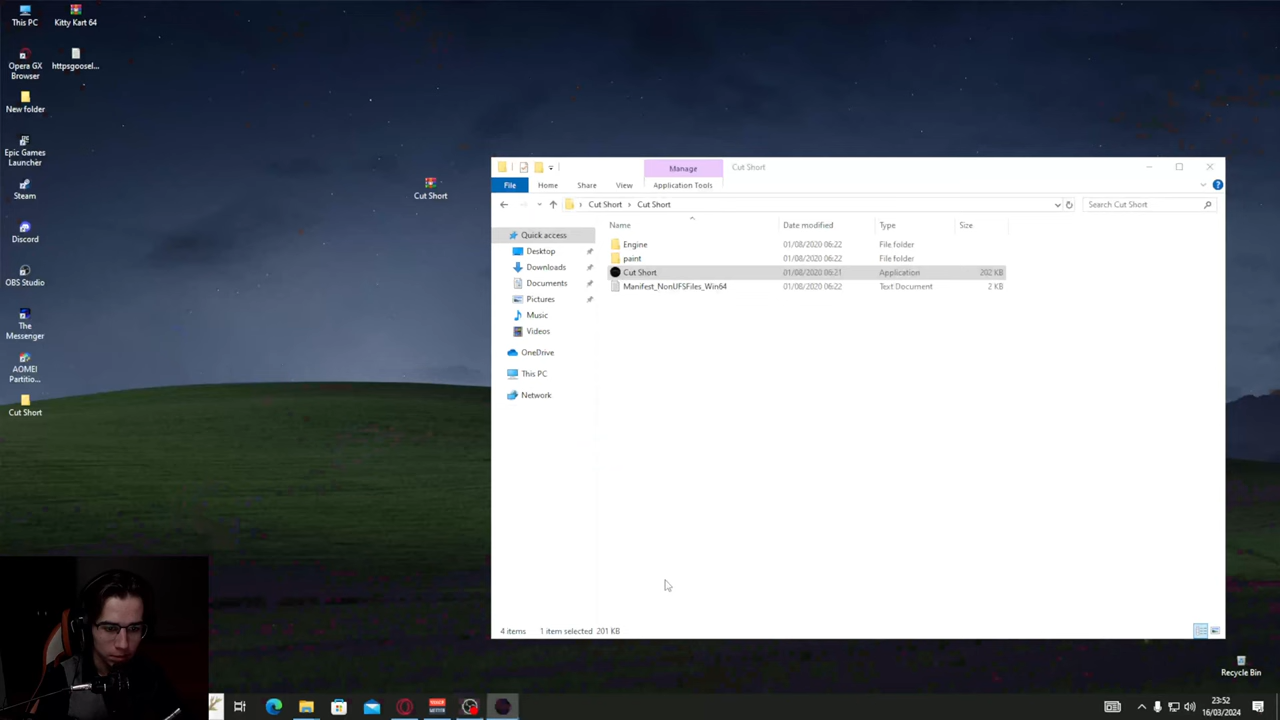 This PC
Kitty Kart 64
Opera GX
Browser
httpsgoosel...
New folder
Epic Games
Launcher
Steam
Discord
OBS Studio
The
Messenger
AOMEI
Partitio...
Cut Short
Cut Short
Manage
Cut Short
File
Home
Share
View
Application Tools
Cut Short
Cut Short
Search Cut Short
Quick access
Desktop
Downloads
Documents
Pictures
Music
Videos
OneDrive
This PC
Network
Name
Date modified
Type
Size
Engine
01/08/2020 06:22
File folder
paint
01/08/2020 06:22
File folder
Cut Short
01/08/2020 06:21
Application
202 KB
Manifest_NonUFSFiles_Win64
01/08/2020 06:22
Text Document
2 KB
4 items
1 item selected 201 KB
Recycle Bin
23:52
16/03/2024